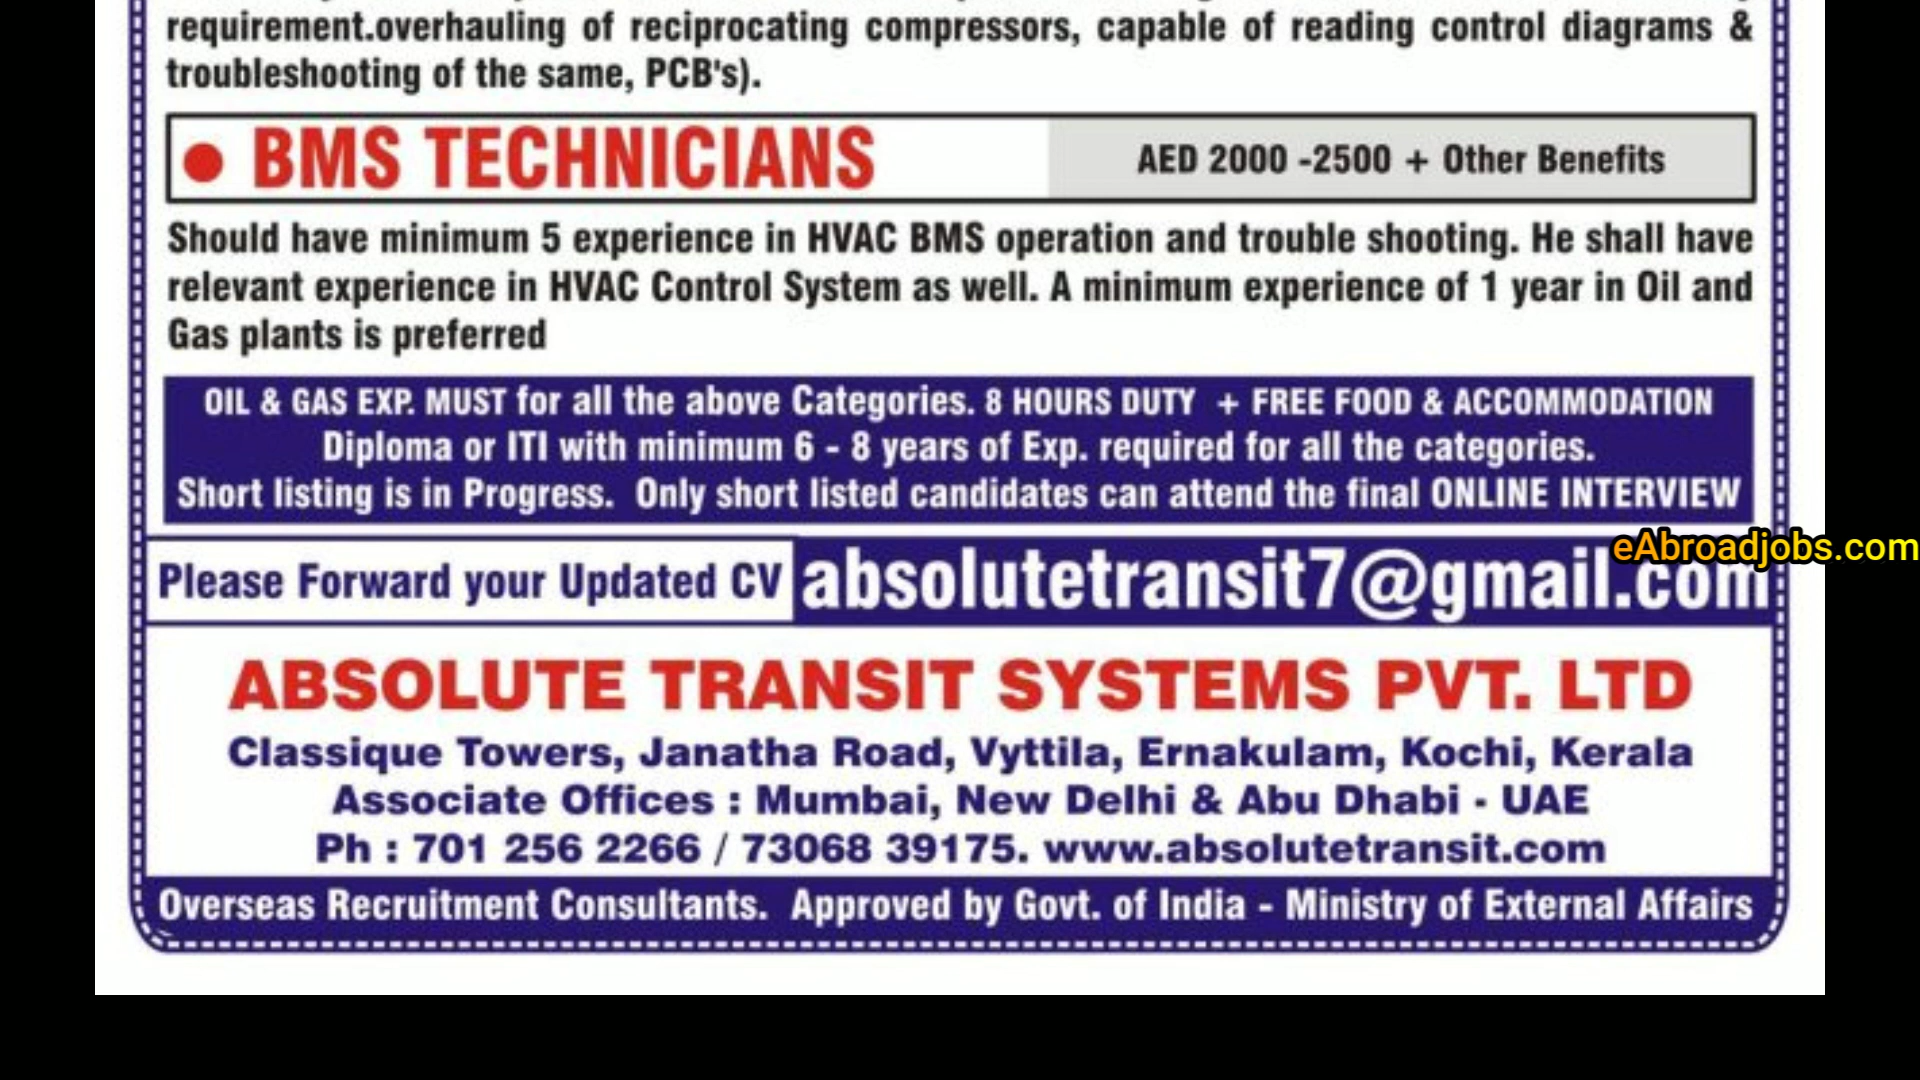 requirement.overhauling of reciprocating compressors, capable of reading control diagrams &
troubleshooting of the same, PCB's).
● BMS TECHNICIANS
AED 2000 -2500 + Other Benefits
Should have minimum 5 experience in HVAC BMS operation and trouble shooting. He shall have
relevant experience in HVAC Control System as well. A minimum experience of 1 year in Oil and
Gas plants is preferred
OIL & GAS EXP. MUST for all the above Categories. 8 HOURS DUTY + FREE FOOD & ACCOMMODATION
Diploma or ITI with minimum 6 - 8 years of Exp. required for all the categories.
Short listing is in Progress. Only short listed candidates can attend the final ONLINE INTERVIEW
eAbroadjobs.com
Please Forward your Updated CV absolutetransit7@gmail.com
ABSOLUTE TRANSIT SYSTEMS PVT. LTD
Classique Towers, Janatha Road, Vyttila, Ernakulam, Kochi, Kerala
Associate Offices : Mumbai, New Delhi & Abu Dhabi - UAE
Ph : 701 256 2266 / 73068 39175. www.absolutetransit.com
Overseas Recruitment Consultants. Approved by Govt. of India - Ministry of External Affairs